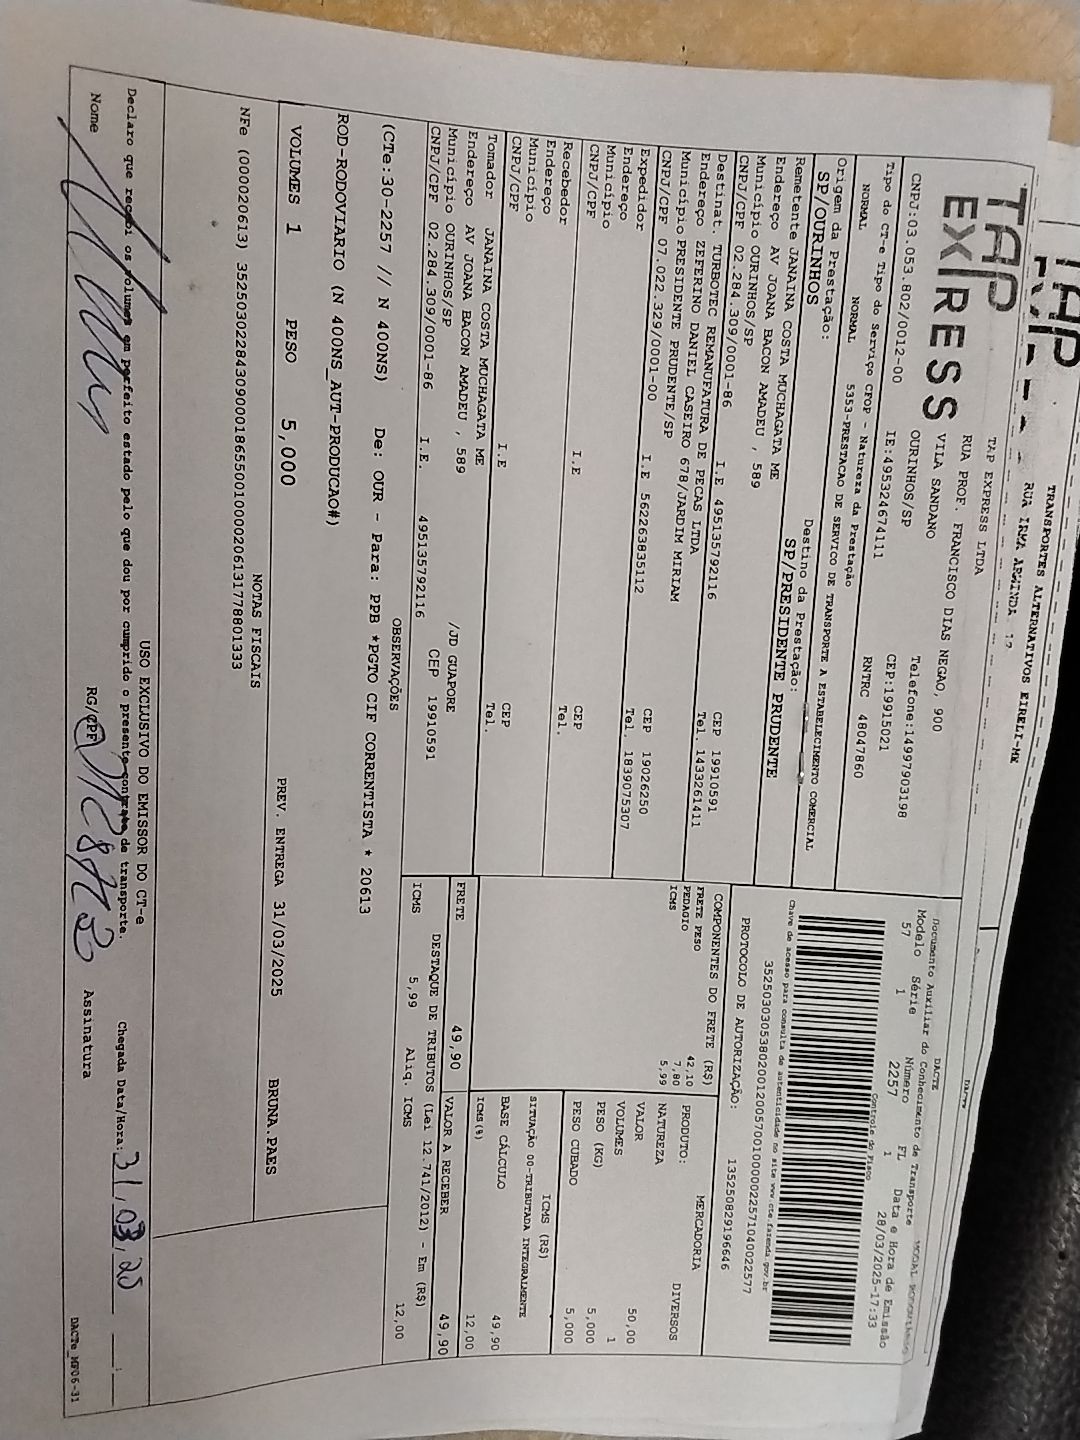 TRANSPORTES ALTERNATIVOS EIRELI-ME
RUA IRMA ARMINDA 17
DACTE
TAP EXPRESS
TAP EXPRESS LTDA
RUA PROF. FRANCISCO DIAS NEGAO, 900
VILA SANDANO
OURINHOS/SP
Telefone:14997903198
CNPJ:03.053.802/0012-00 IE:495324674111 CEP:19915021
Tipo do CT-e Tipo do Serviço CFOP - Natureza da Prestação RNTRC 48047860
NORMAL NORMAL 5353-PRESTACAO DE SERVICO DE TRANSPORTE A ESTABELECIMENTO COMERCIAL
Origem da Prestação: Destino da Prestação:
SP/OURINHOS SP/PRESIDENTE PRUDENTE
DACTE
Documento Auxiliar do Conhecimento de Transporte
Modelo Série Número FL Data e Hora de Emissão
57 1 2257 1 28/03/2025-17:33
Controle do Fisco
Chave de acesso para consulta de autenticidade no site www.cte.fazenda.gov.br
35250303053802001200570010000022571040022577
PROTOCOLO DE AUTORIZAÇÃO: 135250829196646
Remetente JANAINA COSTA MUCHAGATA ME
Endereço AV JOANA BACON AMADEU , 589
Município OURINHOS/SP CEP 19910591
CNPJ/CPF 02.284.309/0001-86 I.E 495135792116 Tel. 1433261411
Destinat. TURBOTEC REMANUFATURA DE PECAS LTDA
Endereço ZEFERINO DANIEL CASEIRO 678/JARDIM MIRIAM
Município PRESIDENTE PRUDENTE/SP CEP 19026250
CNPJ/CPF 07.022.329/0001-00 I.E 562263835112 Tel. 1839075307
Expedidor
Endereço
Município CEP
CNPJ/CPF I.E Tel.
Recebedor
Endereço
Município CEP
CNPJ/CPF I.E Tel.
Tomador JANAINA COSTA MUCHAGATA ME
Endereço AV JOANA BACON AMADEU , 589 /JD GUAPORE
Município OURINHOS/SP CEP 19910591
CNPJ/CPF 02.284.309/0001-86 I.E. 495135792116
COMPONENTES DO FRETE (R$)
FRETE PESO 42,10
PEDAGIO 7,80
ICMS 5,99
PRODUTO: MERCADORIA
NATUREZA DIVERSOS
VALOR 50,00
VOLUMES 1
PESO (KG) 5,000
PESO CUBADO 5,000
ICMS (R$)
SITUAÇÃO 00-TRIBUTADA INTEGRALMENTE
BASE CÁLCULO 49,90
ICMS(%) 12,00
FRETE 49,90 VALOR A RECEBER 49,90
DESTAQUE DE TRIBUTOS (Lei 12.741/2012) - Em (R$)
ICMS 5,99 Aliq. ICMS 12,00
OBSERVAÇÕES
(CTe:30-2257 // N 400NS) De: OUR - Para: PPB *PGTO CIF CORRENTISTA * 20613
ROD-RODOVIARIO (N 400NS_AUT-PRODUCAO#)
VOLUMES 1 PESO 5,000 PREV. ENTREGA 31/03/2025 BRUNA.PAES
NOTAS FISCAIS
NFe (000020613) 35250302284309000186550010000206131778801333
USO EXCLUSIVO DO EMISSOR DO CT-e
Declaro que recebi os volumes em perfeito estado pelo que dou por cumprido o presente contrato de transporte.
Chegada Data/Hora: 31,03,25
Nome RG/CPF Assinatura
DACTe_MF06-31